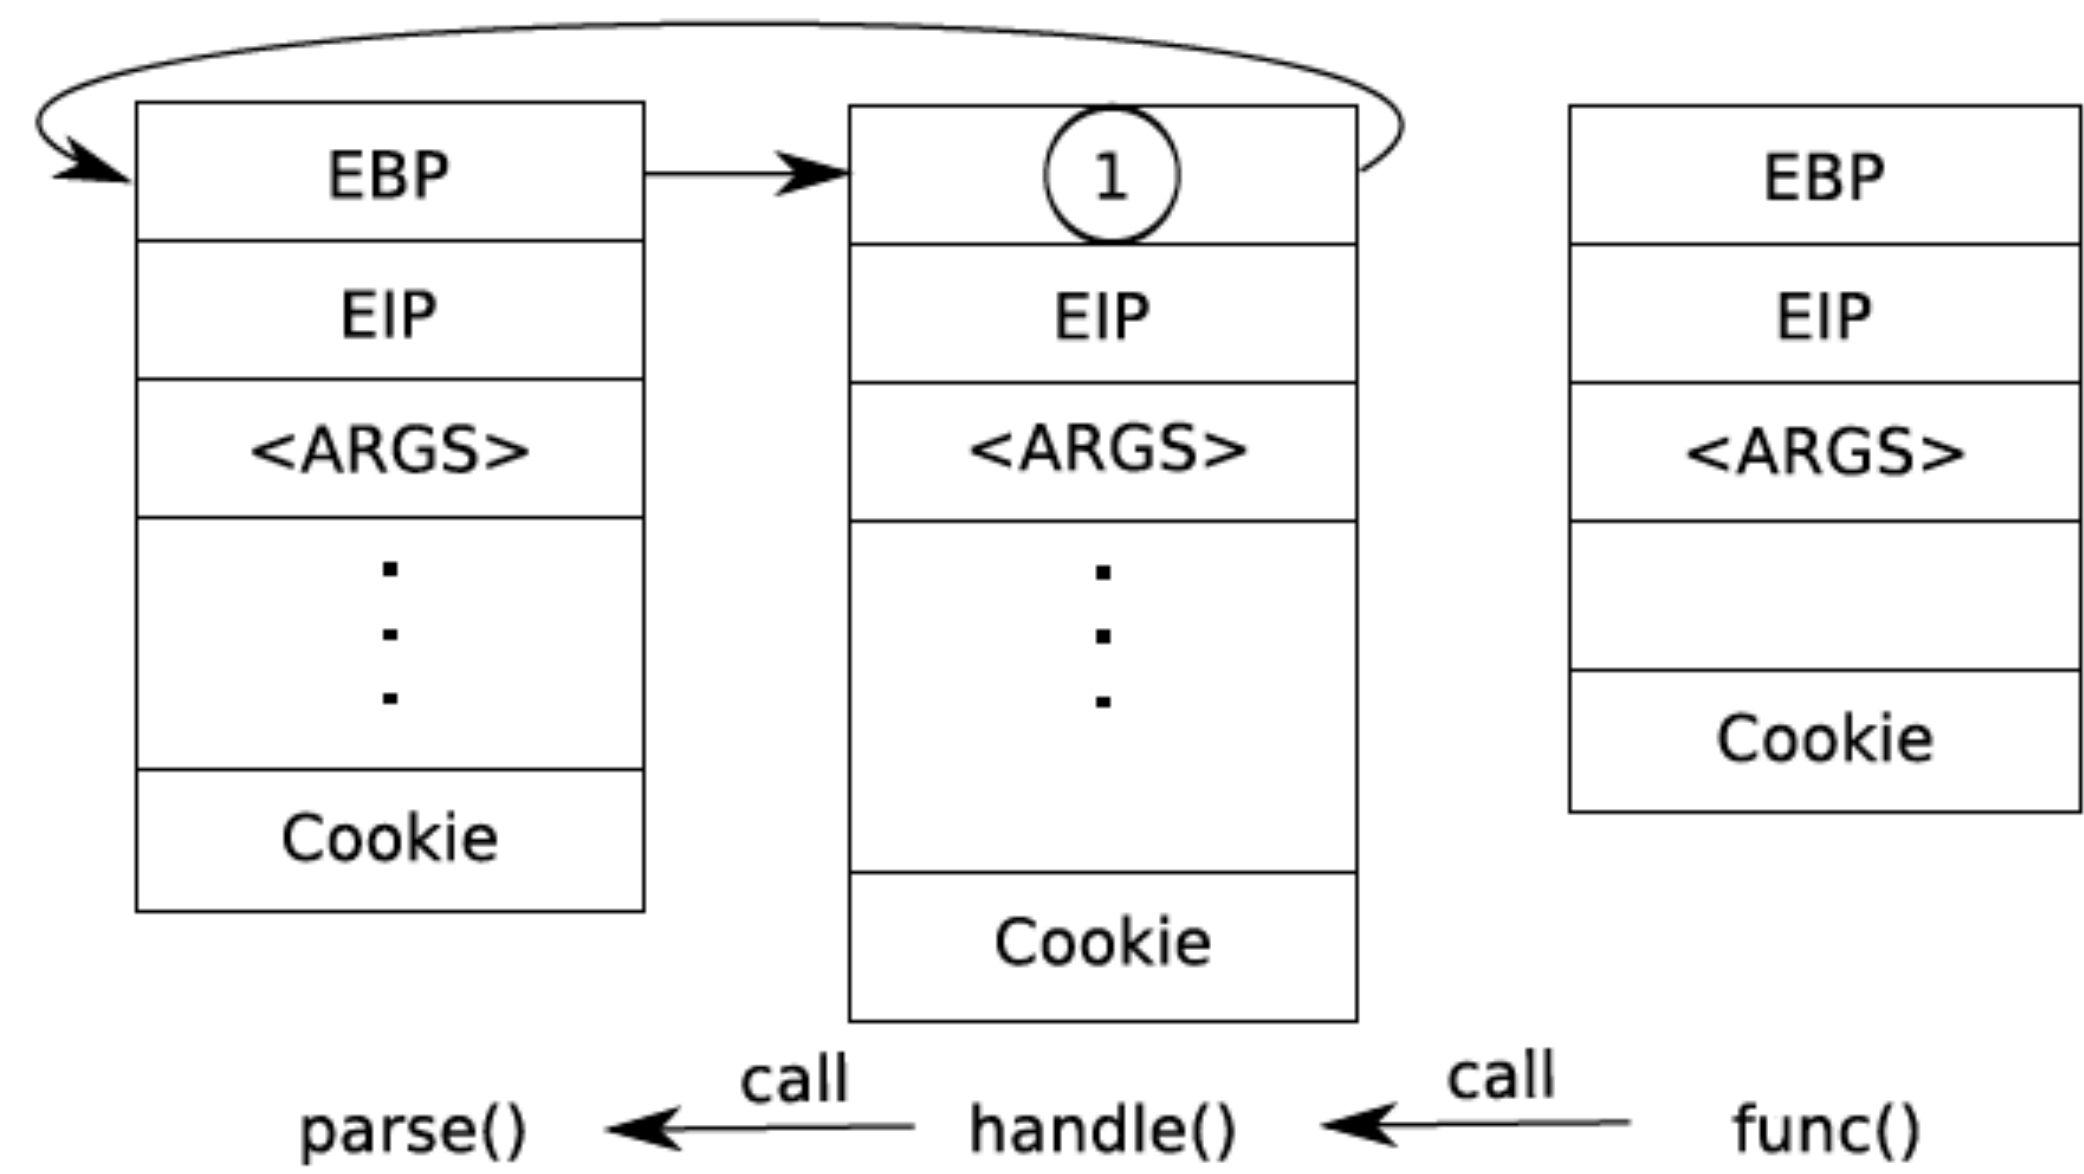 EBP
EIP
<ARGS>
Cookie
1
EIP
<ARGS>
Cookie
EBP
EIP
<ARGS>
Cookie
call
call
parse()
handle()
func()